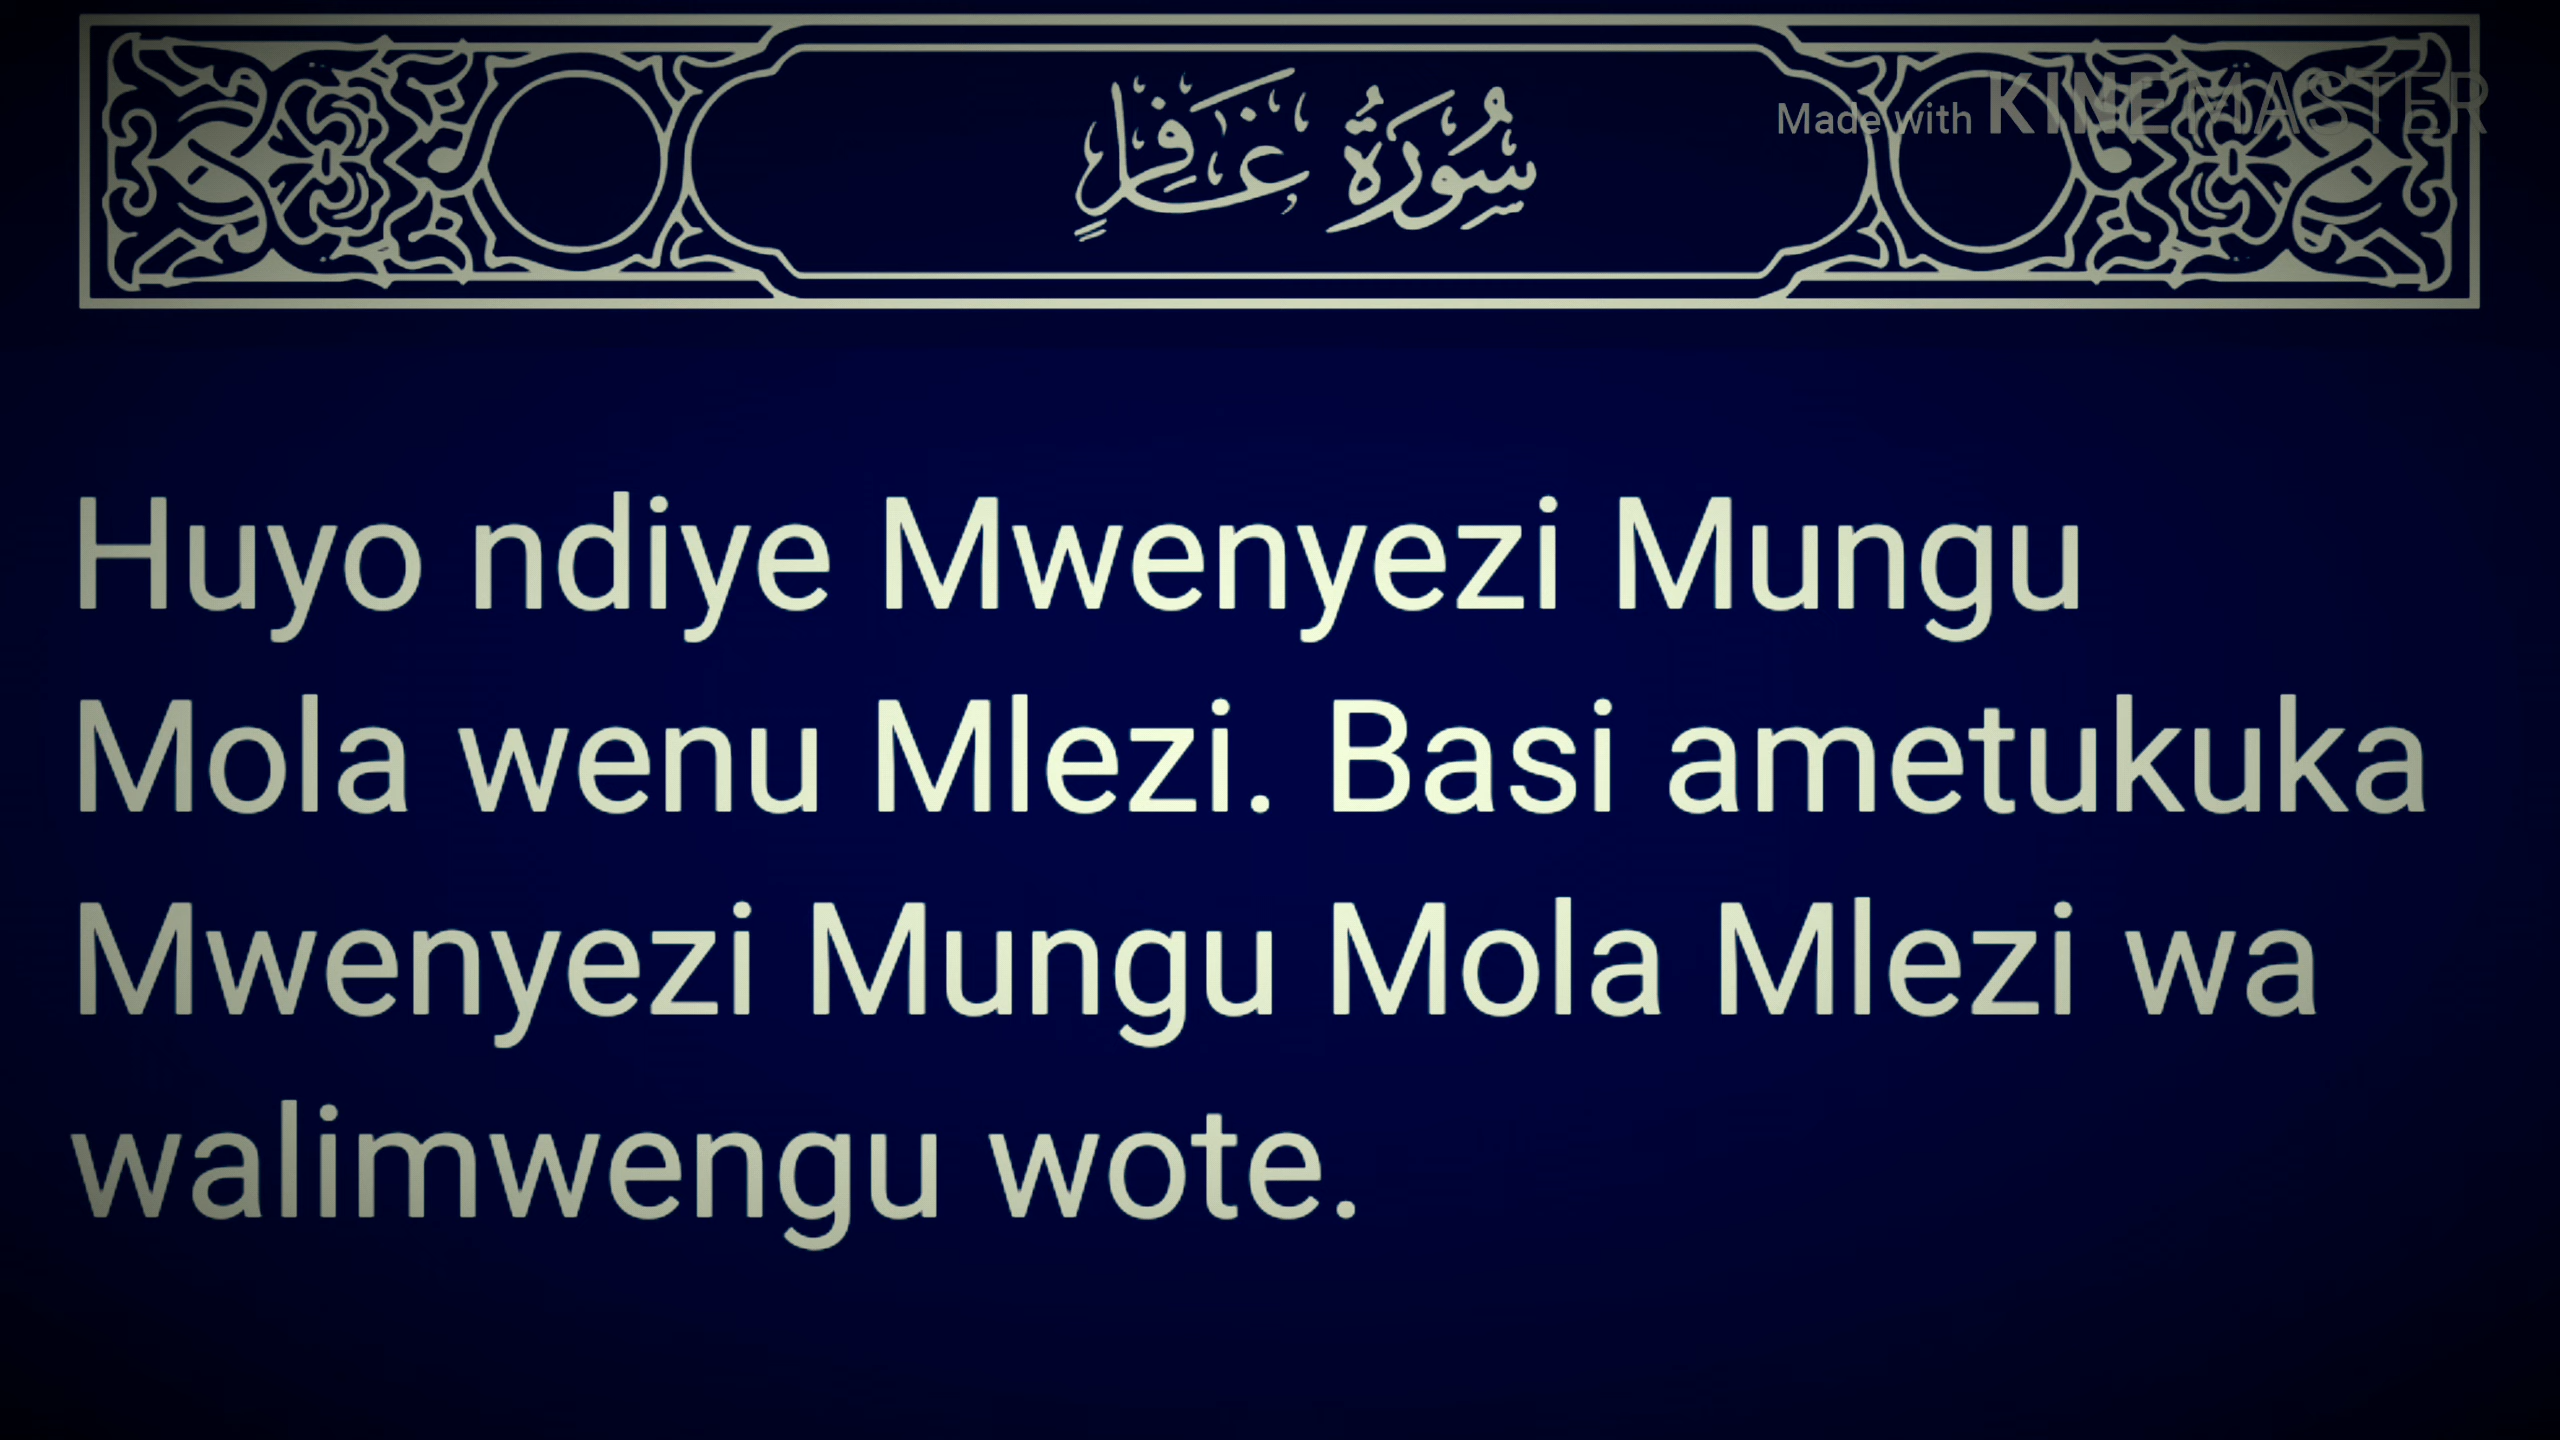 سُورَةُ غَافِرٍ
Made with KINEMASTER
Huyo ndiye Mwenyezi Mungu
Mola wenu Mlezi. Basi ametukuka
Mwenyezi Mungu Mola Mlezi wa
walimwengu wote.